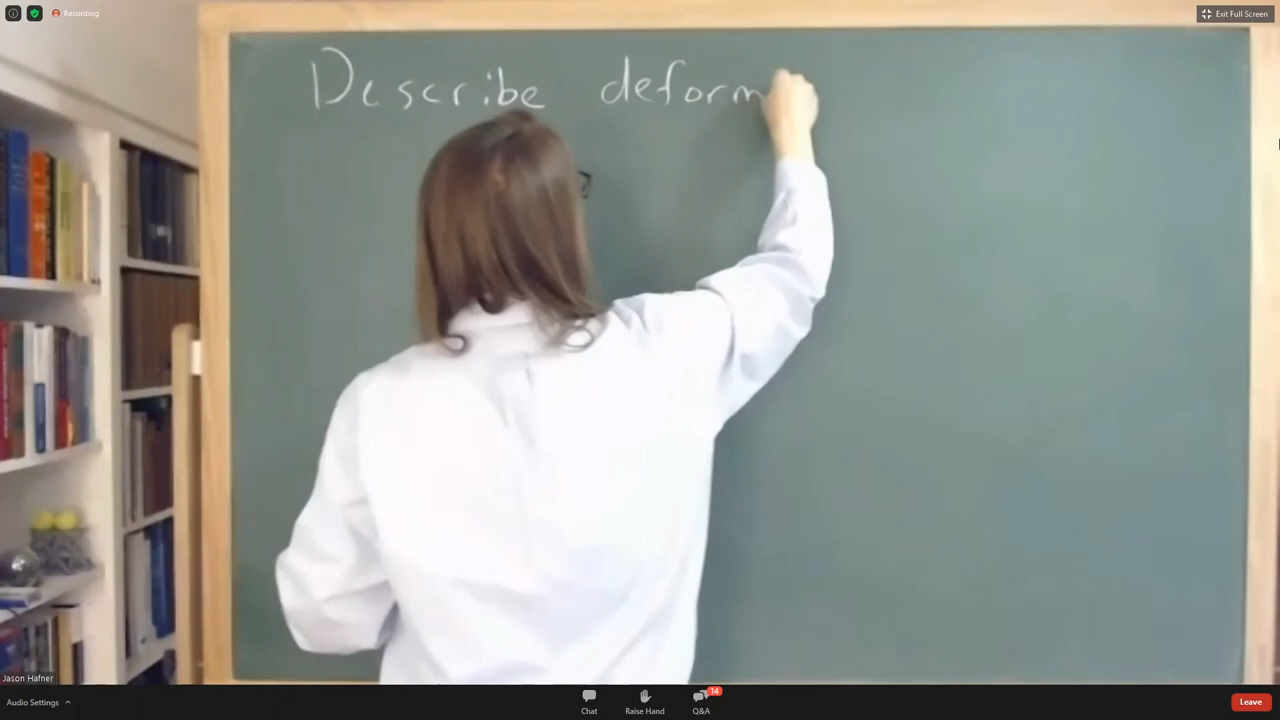 Recording
Exit Full Screen
Describe deform
Jason Hafner
Audio Settings
Chat
Raise Hand
14
Q&A
Leave